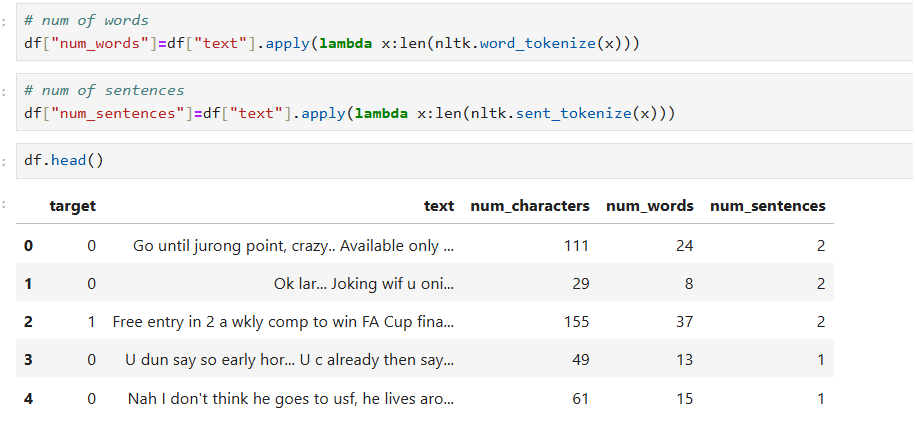 # num of words
df["num_words"]=df["text"].apply(lambda x:len(nltk.word_tokenize(x)))
# num of sentences
df["num_sentences"]=df["text"].apply(lambda x:len(nltk.sent_tokenize(x)))
df.head()
target text num_characters num_words num_sentences
0 0 Go until jurong point, crazy.. Available only ... 111 24 2
1 0 Ok lar... Joking wif u oni... 29 8 2
2 1 Free entry in 2 a wkly comp to win FA Cup fina... 155 37 2
3 0 U dun say so early hor... U c already then say... 49 13 1
4 0 Nah I don't think he goes to usf, he lives aro... 61 15 1